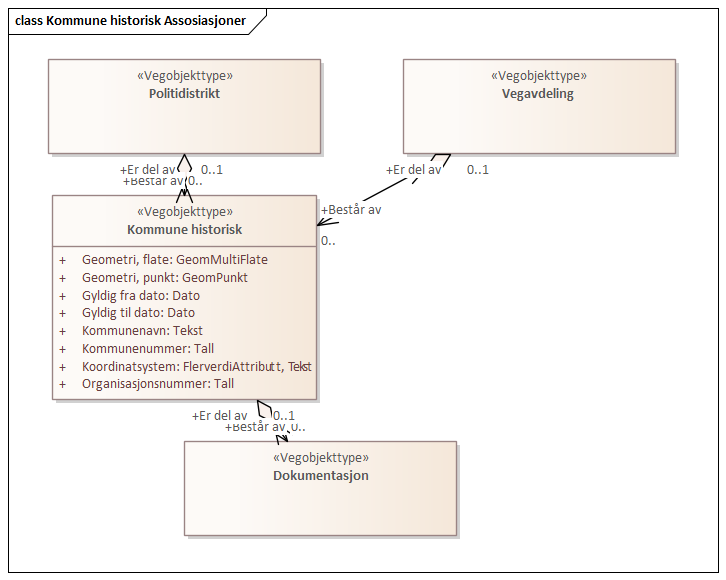 class Kommune historisk Assosiasjoner
«Vegobjekttype»
Politidistrikt
«Vegobjekttype»
Vegavdeling
+Er del av 0..1
+Består av 0..
+Er del av 0..1
+Består av
0..
«Vegobjekttype»
Kommune historisk
+ Geometri, flate: GeomMultiFlate
+ Geometri, punkt: GeomPunkt
+ Gyldig fra dato: Dato
+ Gyldig til dato: Dato
+ Kommunenavn: Tekst
+ Kommunenummer: Tall
+ Koordinatsystem: FlerverdiAttributt, Tekst
+ Organisasjonsnummer: Tall
+Er del av 0..1
+Består av 0..
«Vegobjekttype»
Dokumentasjon